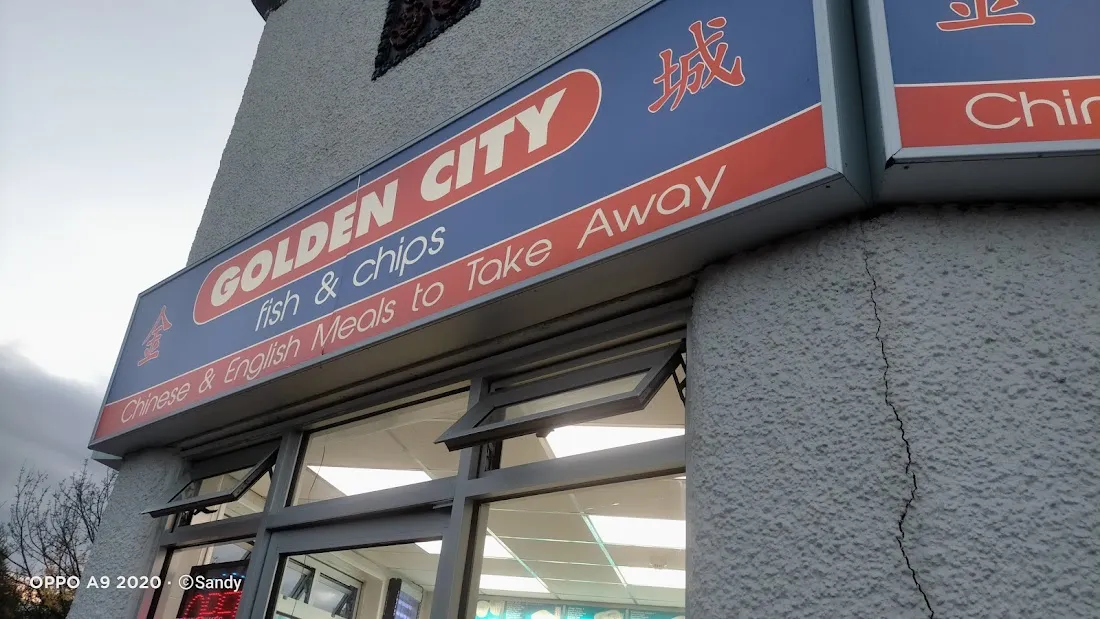 金
GOLDEN CITY
城
fish & chips
Chinese & English Meals to Take Away
金
Chin
OPPO A9 2020 · ©Sandy